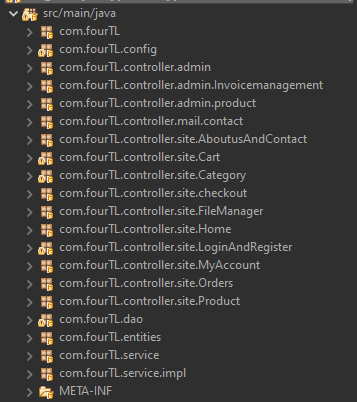 src/main/java
com.fourTL
com.fourTL.config
com.fourTL.controller.admin
com.fourTL.controller.admin.Invoicemanagement
com.fourTL.controller.admin.product
com.fourTL.controller.mail.contact
com.fourTL.controller.site.AboutusAndContact
com.fourTL.controller.site.Cart
com.fourTL.controller.site.Category
com.fourTL.controller.site.checkout
com.fourTL.controller.site.FileManager
com.fourTL.controller.site.Home
com.fourTL.controller.site.LoginAndRegister
com.fourTL.controller.site.MyAccount
com.fourTL.controller.site.Orders
com.fourTL.controller.site.Product
com.fourTL.dao
com.fourTL.entities
com.fourTL.service
com.fourTL.service.impl
META-INF